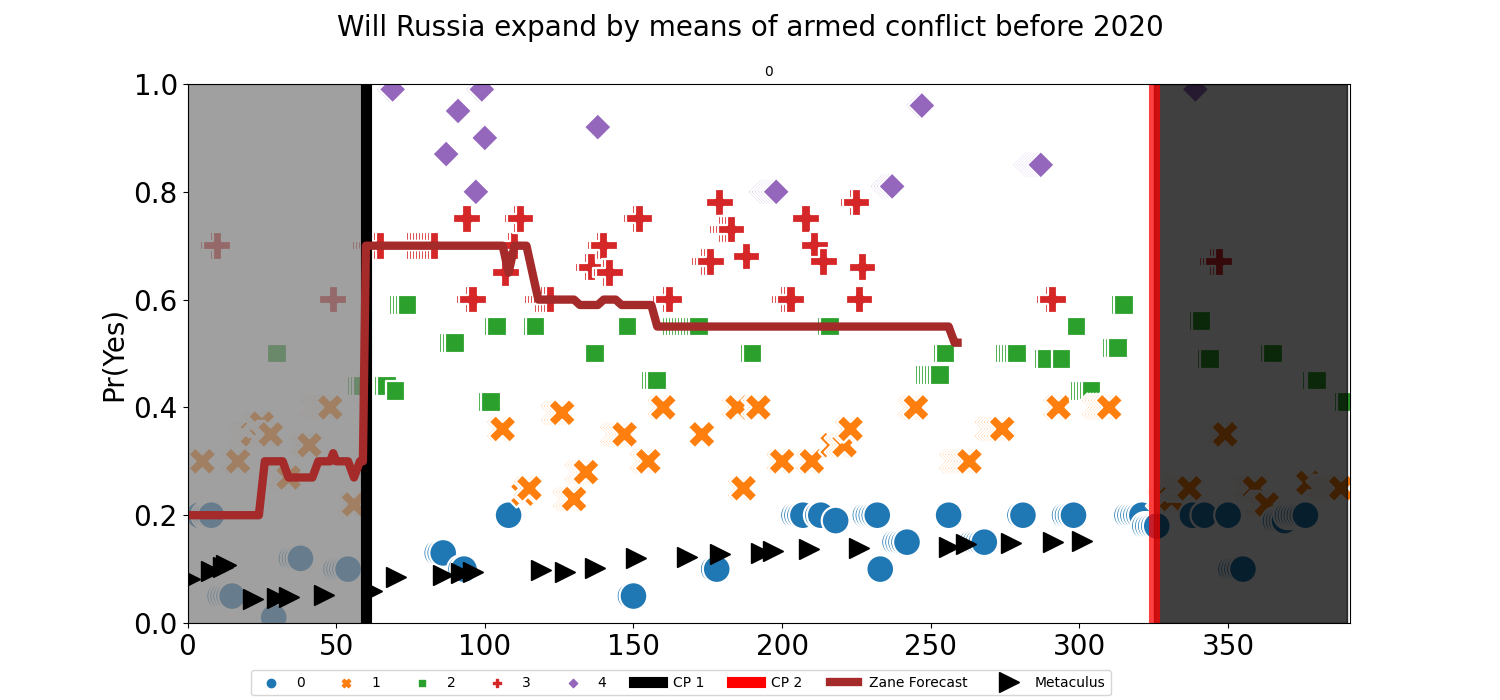 Will Russia expand by means of armed conflict before 2020
0
1.0
0.8
0.6
0.4
0.2
0.0
Pr(Yes)
0 50 100 150 200 250 300 350
0 1 2 3 4 CP 1 CP 2 Zane Forecast Metaculus